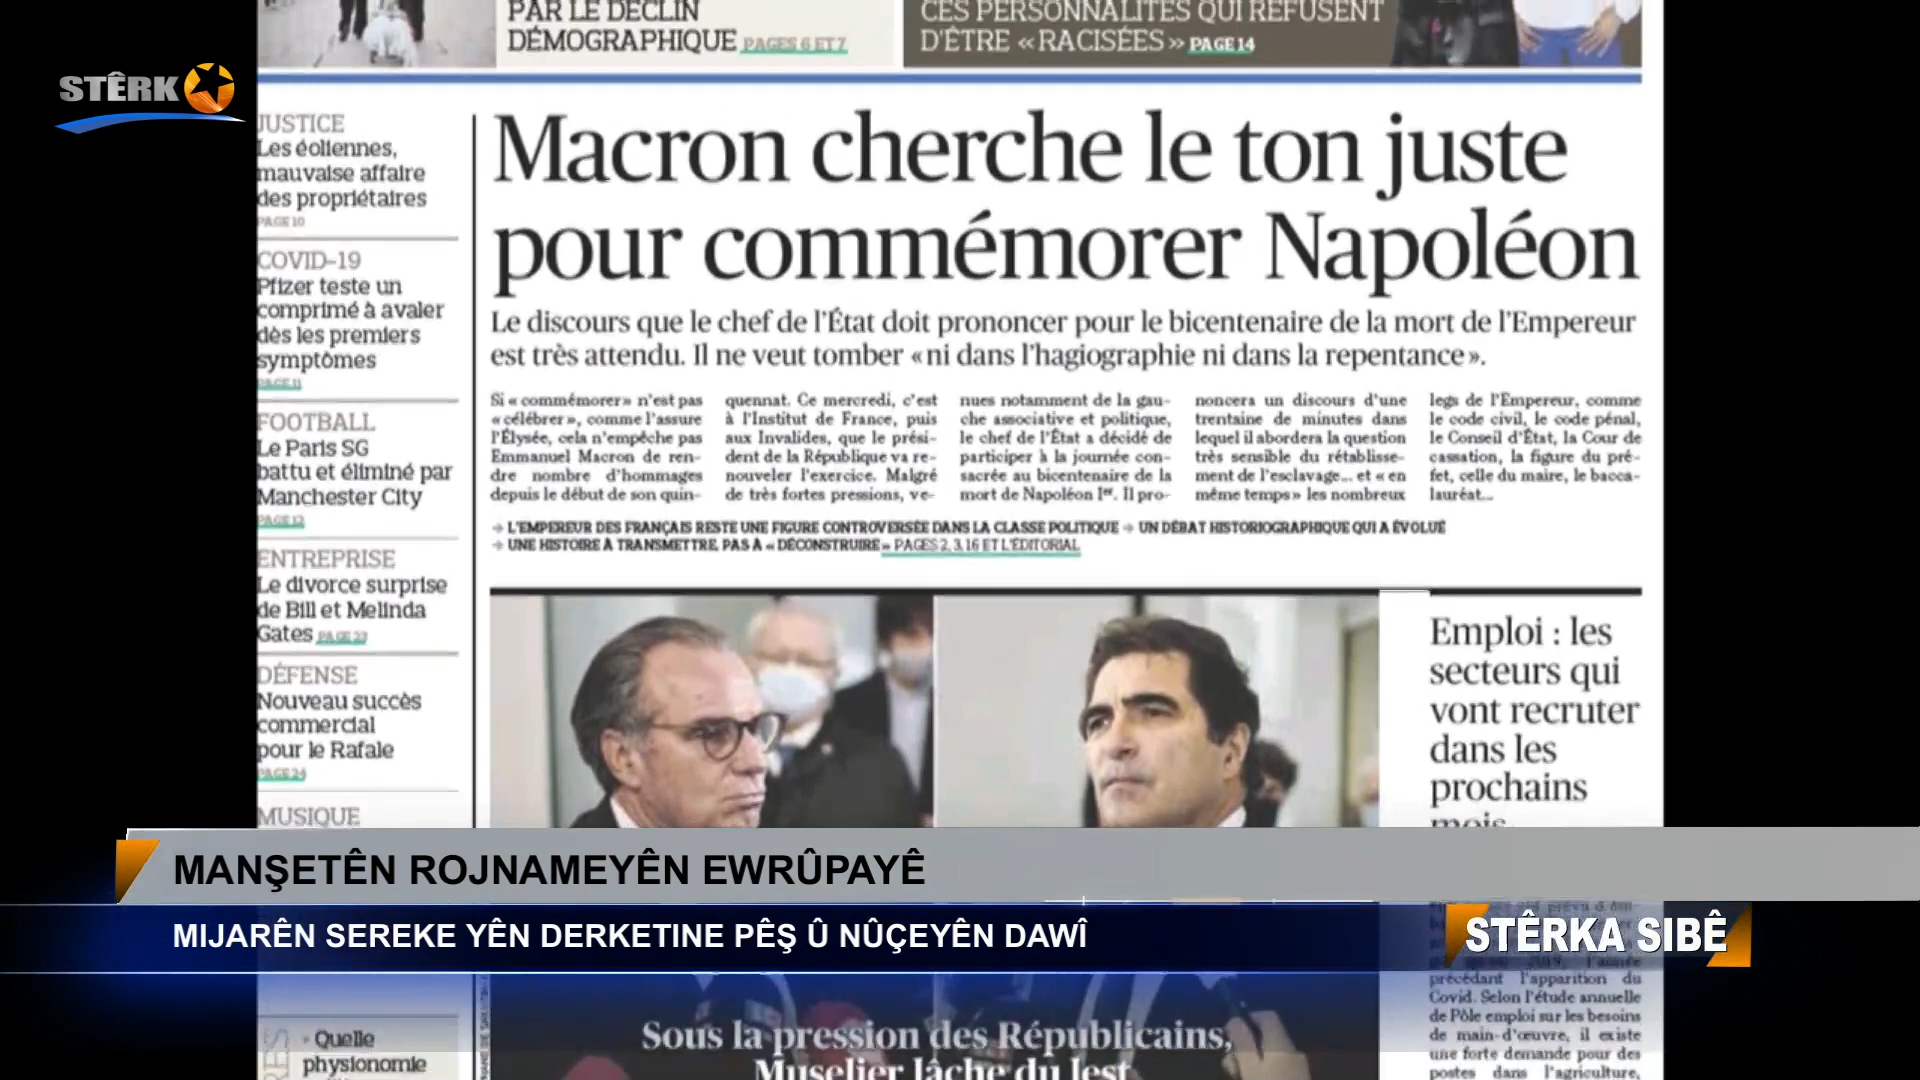 PAR LE DÉCLIN
DÉMOGRAPHIQUE PAGES 6 ET 7
CES PERSONNALITÉS QUI REFUSENT
D'ÊTRE « RACISÉES » PAGE 14
STÊRK
JUSTICE
Les éoliennes,
mauvaise affaire
des propriétaires
PAGE 10
COVID-19
Pfizer teste un
comprimé à avaler
dès les premiers
symptômes
PAGE 11
FOOTBALL
Le Paris SG
battu et éliminé par
Manchester City
PAGE 12
ENTREPRISE
Le divorce surprise
de Bill et Melinda
Gates PAGE 23
DÉFENSE
Nouveau succès
commercial
pour le Rafale
PAGE 24
MUSIQUE
Macron cherche le ton juste
pour commémorer Napoléon
Le discours que le chef de l'État doit prononcer pour le bicentenaire de la mort de l'Empereur
est très attendu. Il ne veut tomber « ni dans l'hagiographie ni dans la repentance ».
Si « commémorer » n'est pas
« célébrer », comme l'assure
l'Élysée, cela n'empêche pas
Emmanuel Macron de ren-
dre nombre d'hommages
depuis le début de son quin-
quennat. Ce mercredi, c'est
à l'Institut de France, puis
aux Invalides, que le prési-
dent de la République va re-
nouveler l'exercice. Malgré
de très fortes pressions, ve-
nues notamment de la gau-
che associative et politique,
le chef de l'État a décidé de
participer à la journée con-
sacrée au bicentenaire de la
mort de Napoléon Ier. Il pro-
noncera un discours d'une
trentaine de minutes dans
lequel il abordera la question
très sensible du rétablisse-
ment de l'esclavage... et « en
même temps » les nombreux
legs de l'Empereur, comme
le code civil, le code pénal,
le Conseil d'État, la Cour de
cassation, la figure du pré-
fet, celle du maire, le bacca-
lauréat...
→ L'EMPEREUR DES FRANÇAIS RESTE UNE FIGURE CONTROVERSÉE DANS LA CLASSE POLITIQUE → UN DÉBAT HISTORIOGRAPHIQUE QUI A ÉVOLUÉ
→ UNE HISTOIRE À TRANSMETTRE, PAS À « DÉCONSTRUIRE » PAGES 2, 3, 16 ET L'ÉDITORIAL
Emploi : les
secteurs qui
vont recruter
dans les
prochains
mois
MANŞETÊN ROJNAMEYÊN EWRÛPAYÊ
MIJARÊN SEREKE YÊN DERKETINE PÊŞ Û NÛÇEYÊN DAWÎ
STÊRKA SIBÊ
précédant l'apparition du
Covid. Selon l'étude annuelle
de Pôle emploi sur les besoins
de main-d'œuvre, il existe
une forte demande pour des
postes dans l'agriculture,
Quelle
physionomie
Sous la pression des Républicains,
Muselier lâche du lest